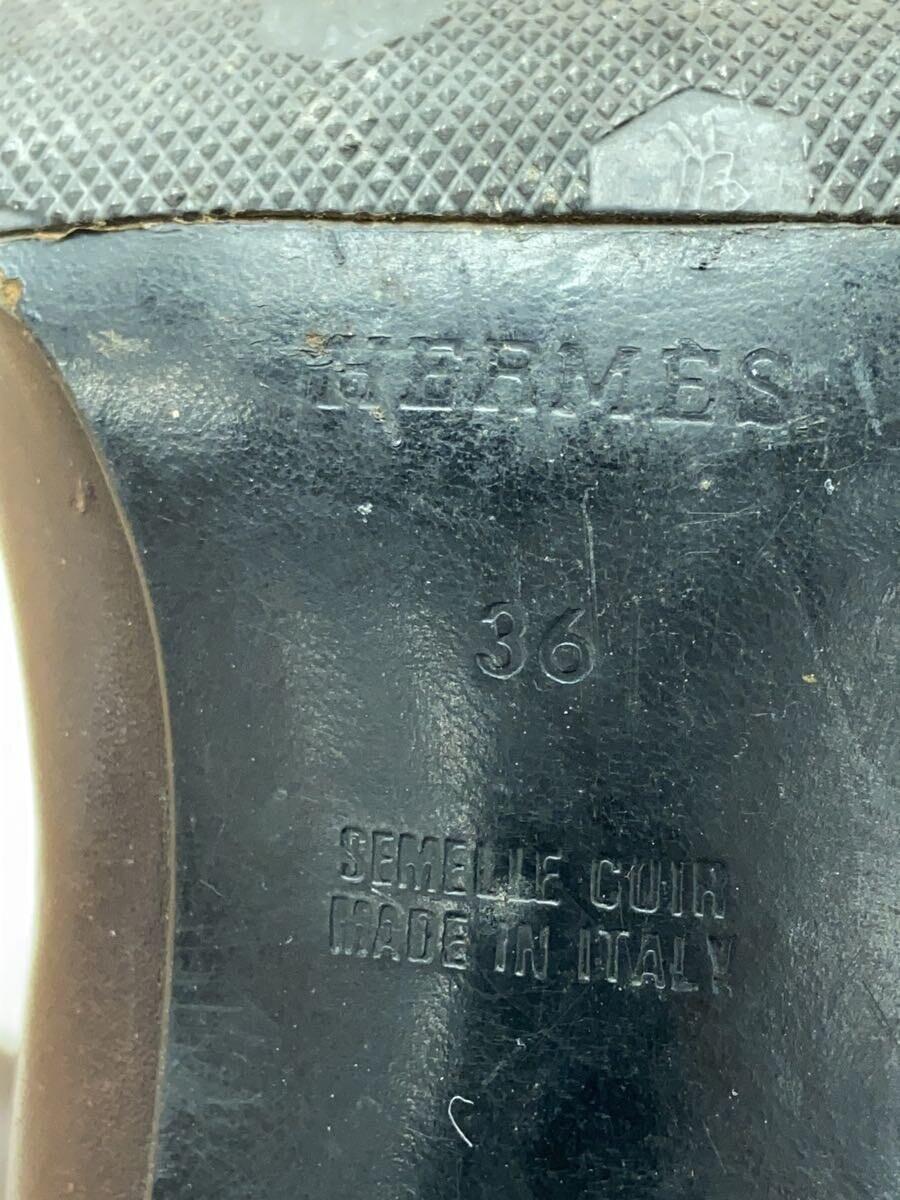 HERMES
36
SEMELLE CUIR
MADE IN ITALY